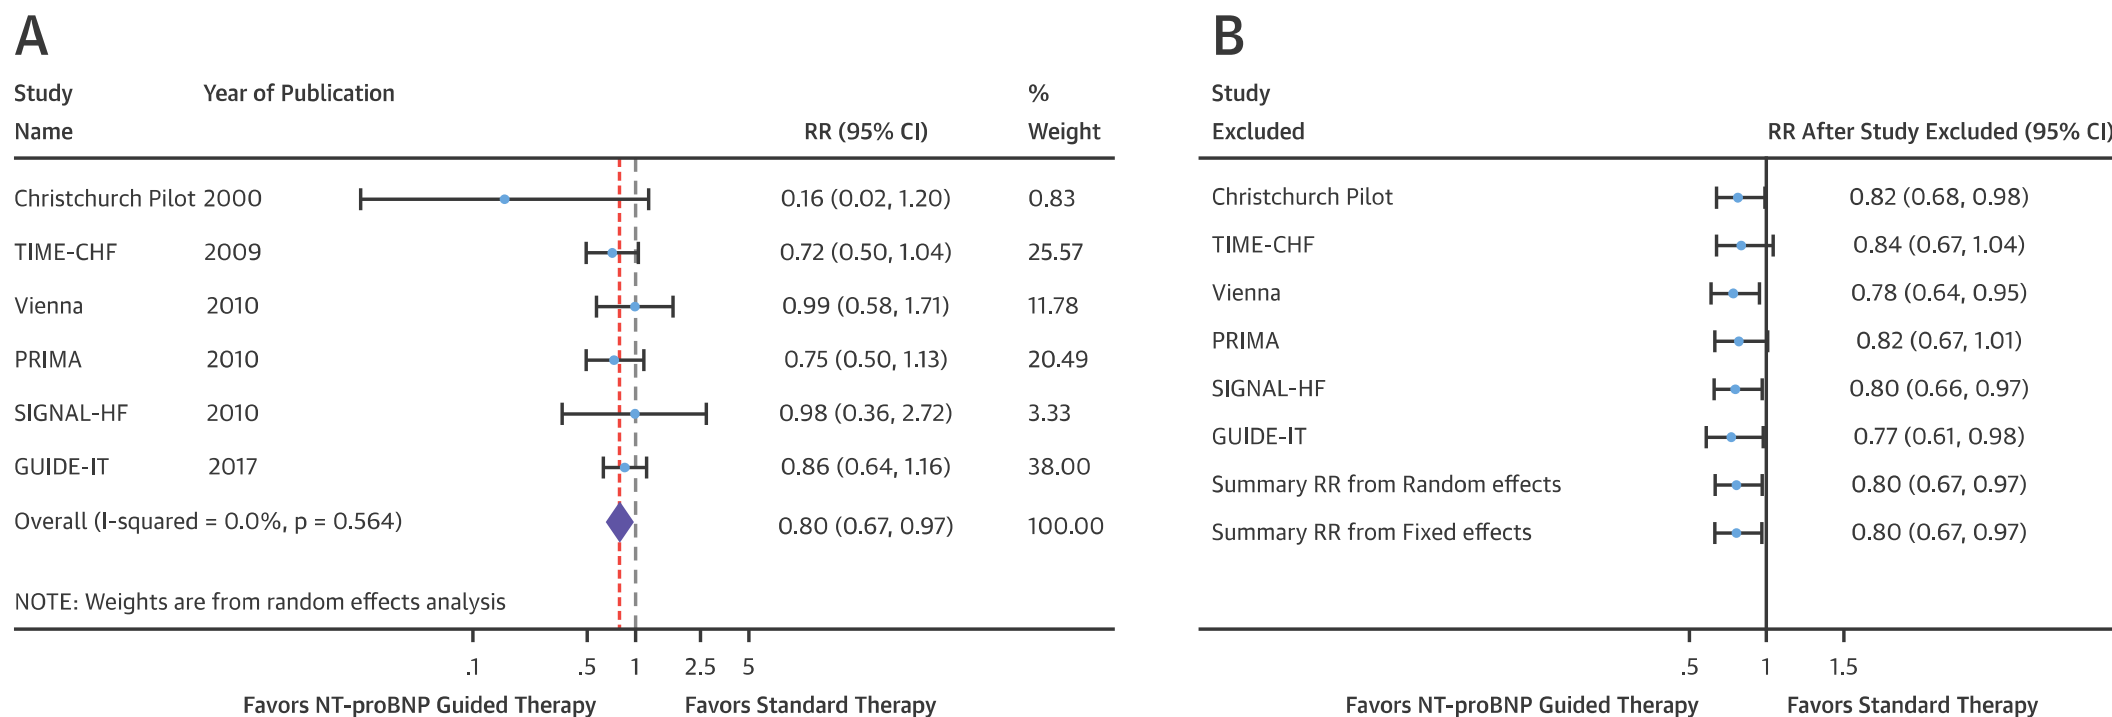 A
Study Year of Publication %
Name RR (95% CI) Weight
Christchurch Pilot 2000 0.16 (0.02, 1.20) 0.83
TIME-CHF 2009 0.72 (0.50, 1.04) 25.57
Vienna 2010 0.99 (0.58, 1.71) 11.78
PRIMA 2010 0.75 (0.50, 1.13) 20.49
SIGNAL-HF 2010 0.98 (0.36, 2.72) 3.33
GUIDE-IT 2017 0.86 (0.64, 1.16) 38.00
Overall (I-squared = 0.0%, p = 0.564) 0.80 (0.67, 0.97) 100.00
NOTE: Weights are from random effects analysis
.1 .5 1 2.5 5
Favors NT-proBNP Guided Therapy Favors Standard Therapy
B
Study
Excluded RR After Study Excluded (95% CI)
Christchurch Pilot 0.82 (0.68, 0.98)
TIME-CHF 0.84 (0.67, 1.04)
Vienna 0.78 (0.64, 0.95)
PRIMA 0.82 (0.67, 1.01)
SIGNAL-HF 0.80 (0.66, 0.97)
GUIDE-IT 0.77 (0.61, 0.98)
Summary RR from Random effects 0.80 (0.67, 0.97)
Summary RR from Fixed effects 0.80 (0.67, 0.97)
.5 1 1.5
Favors NT-proBNP Guided Therapy Favors Standard Therapy